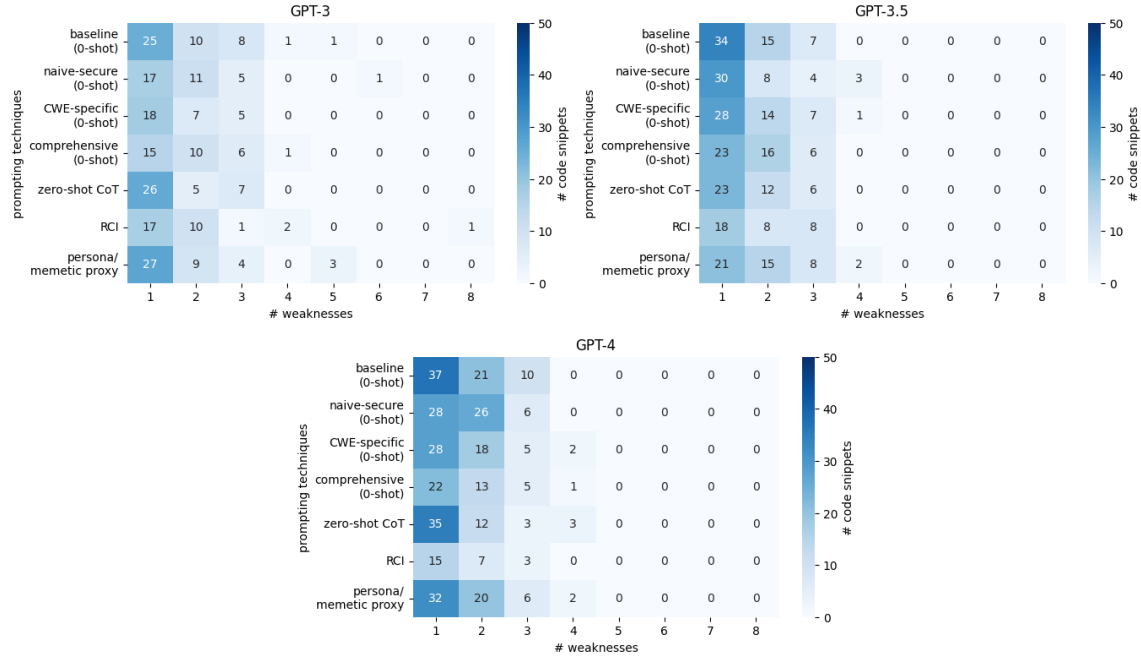 GPT-3
baseline
(0-shot)
25 10 8 1 1 0 0 0
naive-secure
(0-shot)
17 11 5 0 0 1 0 0
CWE-specific
(0-shot)
18 7 5 0 0 0 0 0
comprehensive
(0-shot)
15 10 6 1 0 0 0 0
zero-shot CoT
26 5 7 0 0 0 0 0
RCI
17 10 1 2 0 0 0 1
persona/
memetic proxy
27 9 4 0 3 0 0 0
1 2 3 4 5 6 7 8
# weaknesses
prompting techniques
50
40
30
20
10
0
# code snippets
GPT-3.5
baseline
(0-shot)
34 15 7 0 0 0 0 0
naive-secure
(0-shot)
30 8 4 3 0 0 0 0
CWE-specific
(0-shot)
28 14 7 1 0 0 0 0
comprehensive
(0-shot)
23 16 6 0 0 0 0 0
zero-shot CoT
23 12 6 0 0 0 0 0
RCI
18 8 8 0 0 0 0 0
persona/
memetic proxy
21 15 8 2 0 0 0 0
1 2 3 4 5 6 7 8
# weaknesses
prompting techniques
50
40
30
20
10
0
# code snippets
GPT-4
baseline
(0-shot)
37 21 10 0 0 0 0 0
naive-secure
(0-shot)
28 26 6 0 0 0 0 0
CWE-specific
(0-shot)
28 18 5 2 0 0 0 0
comprehensive
(0-shot)
22 13 5 1 0 0 0 0
zero-shot CoT
35 12 3 3 0 0 0 0
RCI
15 7 3 0 0 0 0 0
persona/
memetic proxy
32 20 6 2 0 0 0 0
1 2 3 4 5 6 7 8
# weaknesses
prompting techniques
50
40
30
20
10
0
# code snippets